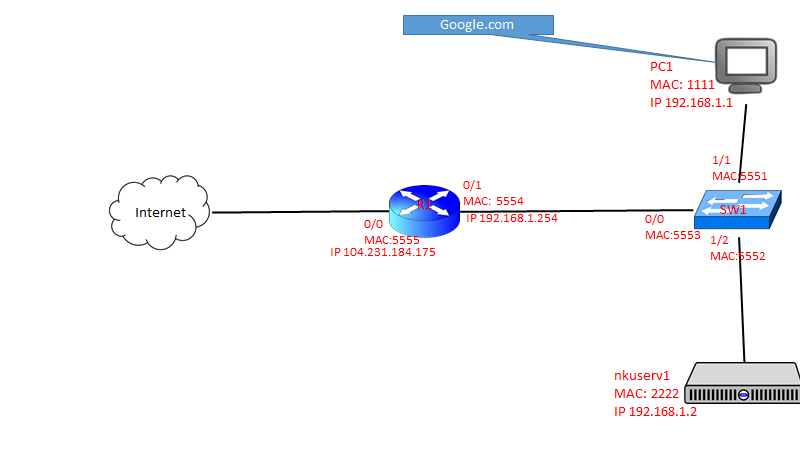 Google.com
PC1
MAC: 1111
IP 192.168.1.1
1/1
MAC:5551
0/1
MAC: 5554
IP 192.168.1.254
R1
Internet
SW1
0/0
MAC:5555
IP 104.231.184.175
0/0
MAC:5553
1/2
MAC:5552
nkuserv1
MAC: 2222
IP 192.168.1.2